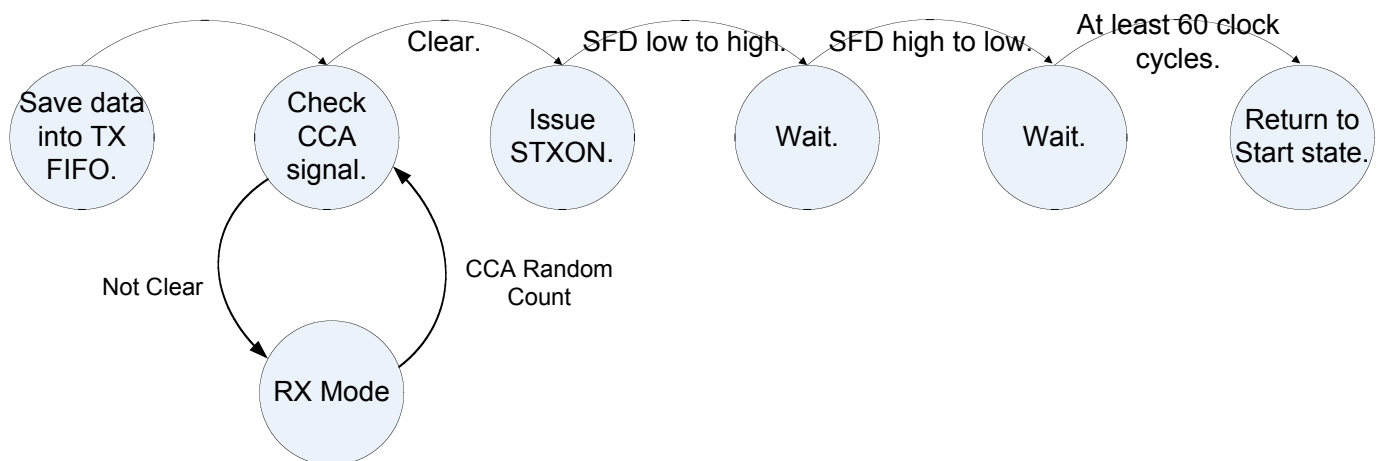 At least 60 clock
cycles.
Clear.
SFD low to high.
SFD high to low.
Save data
into TX
FIFO.
Check
CCA
signal.
Issue
STXON.
Wait.
Wait.
Return to
Start state.
Not Clear
CCA Random
Count
RX Mode